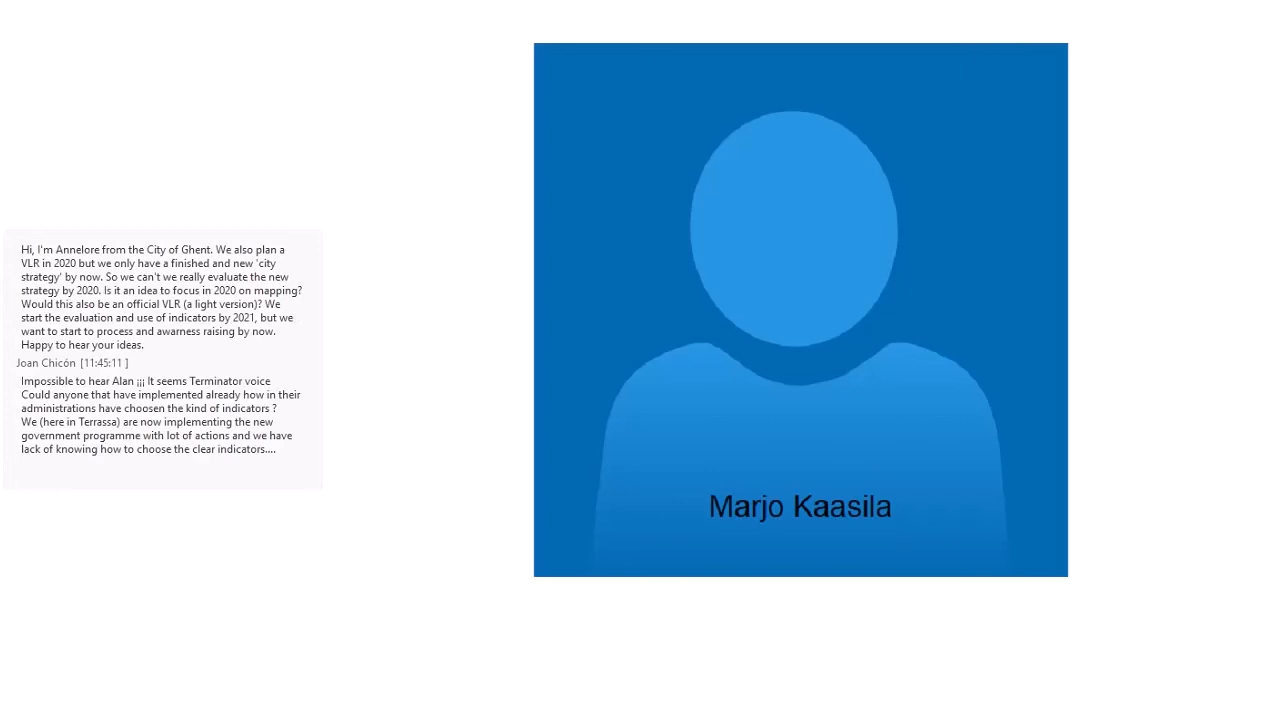 Hi, I'm Annelore from the City of Ghent. We also plan a
VLR in 2020 but we only have a finished and new 'city
strategy' by now. So we can't we really evaluate the new
strategy by 2020. Is it an idea to focus in 2020 on mapping?
Would this also be an official VLR (a light version)? We
start the evaluation and use of indicators by 2021, but we
want to start to process and awarness raising by now.
Happy to hear your ideas.
Joan Chicón [11:45:11 ]
Impossible to hear Alan ¡¡¡ It seems Terminator voice
Could anyone that have implemented already how in their
administrations have choosen the kind of indicators ?
We (here in Terrassa) are now implementing the new
government programme with lot of actions and we have
lack of knowing how to choose the clear indicators....
Marjo Kaasila